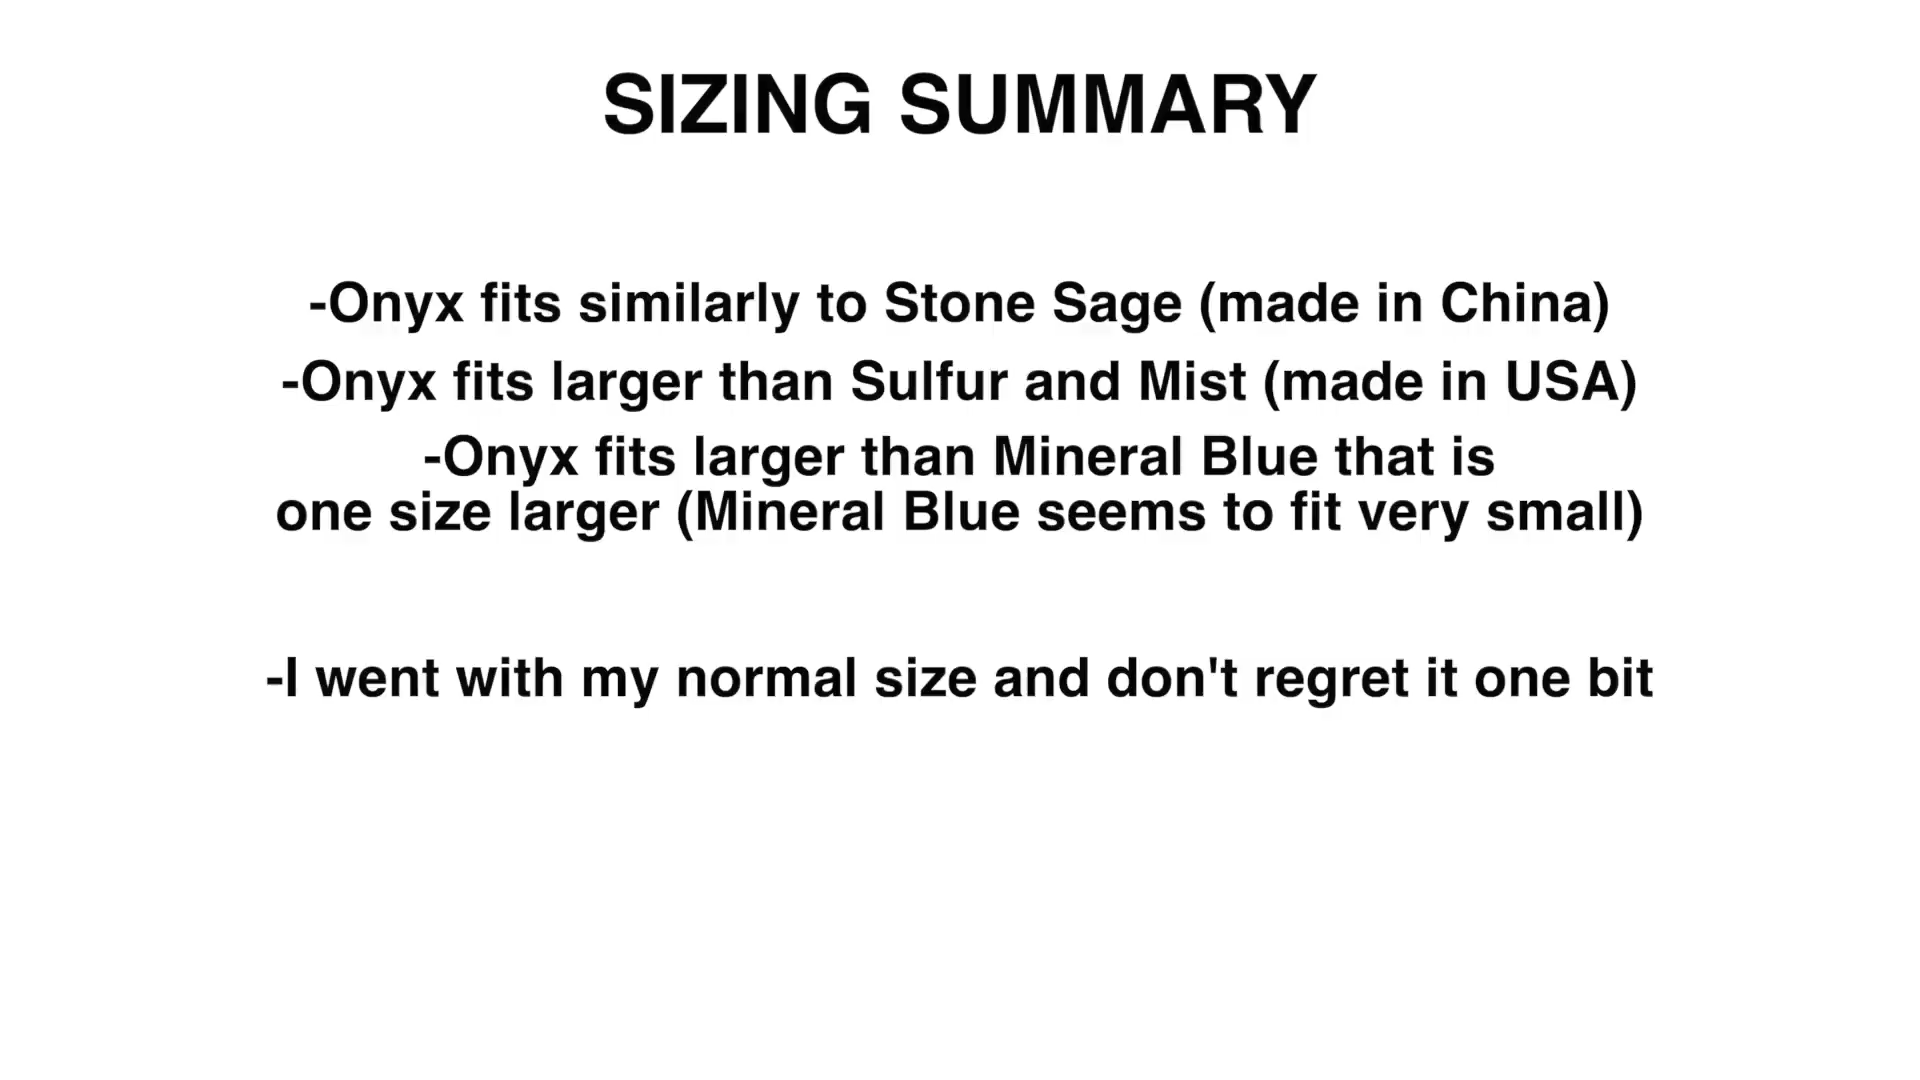 SIZING SUMMARY
-Onyx fits similarly to Stone Sage (made in China)
-Onyx fits larger than Sulfur and Mist (made in USA)
-Onyx fits larger than Mineral Blue that is
one size larger (Mineral Blue seems to fit very small)
-I went with my normal size and don't regret it one bit